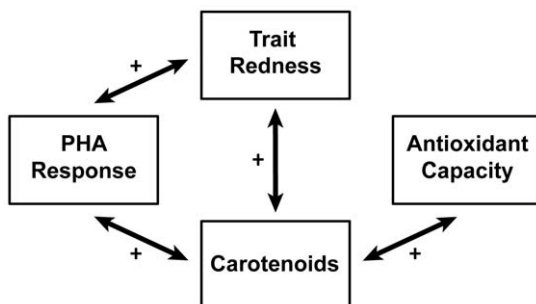 Trait
Redness
+
PHA
Response
+
Antioxidant
Capacity
+
Carotenoids
+